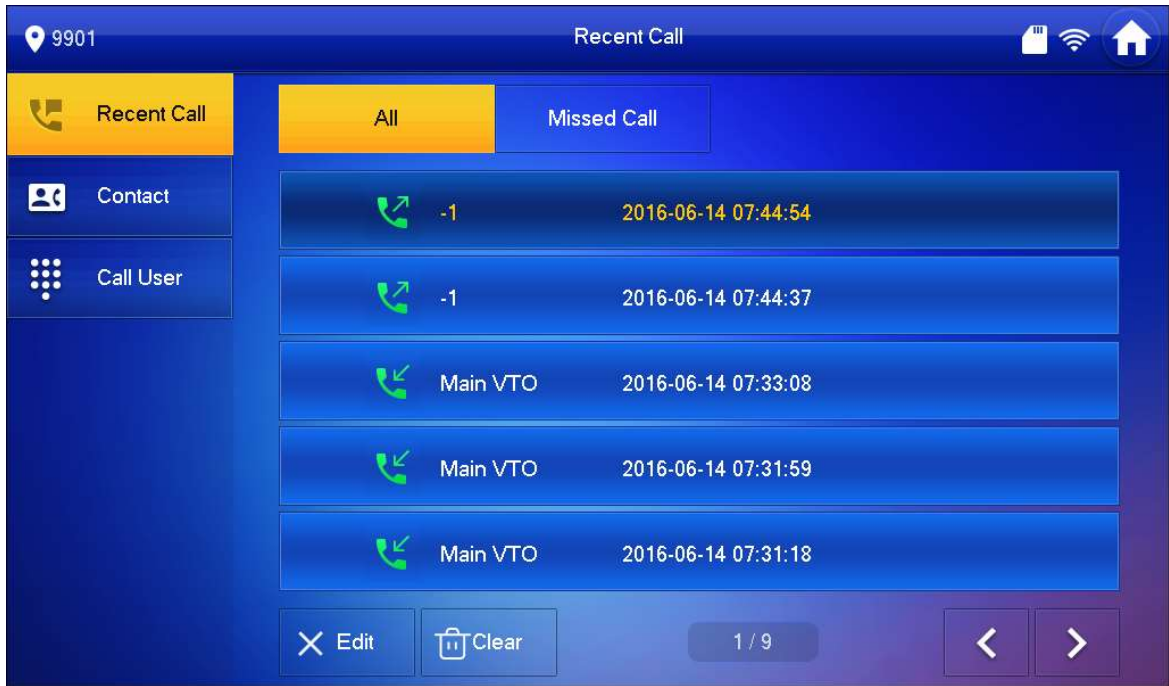 9901 Recent Call
Recent Call
All Missed Call
Contact
-1 2016-06-14 07:44:54
Call User
-1 2016-06-14 07:44:37
Main VTO 2016-06-14 07:33:08
Main VTO 2016-06-14 07:31:59
Main VTO 2016-06-14 07:31:18
Edit Clear 1 / 9